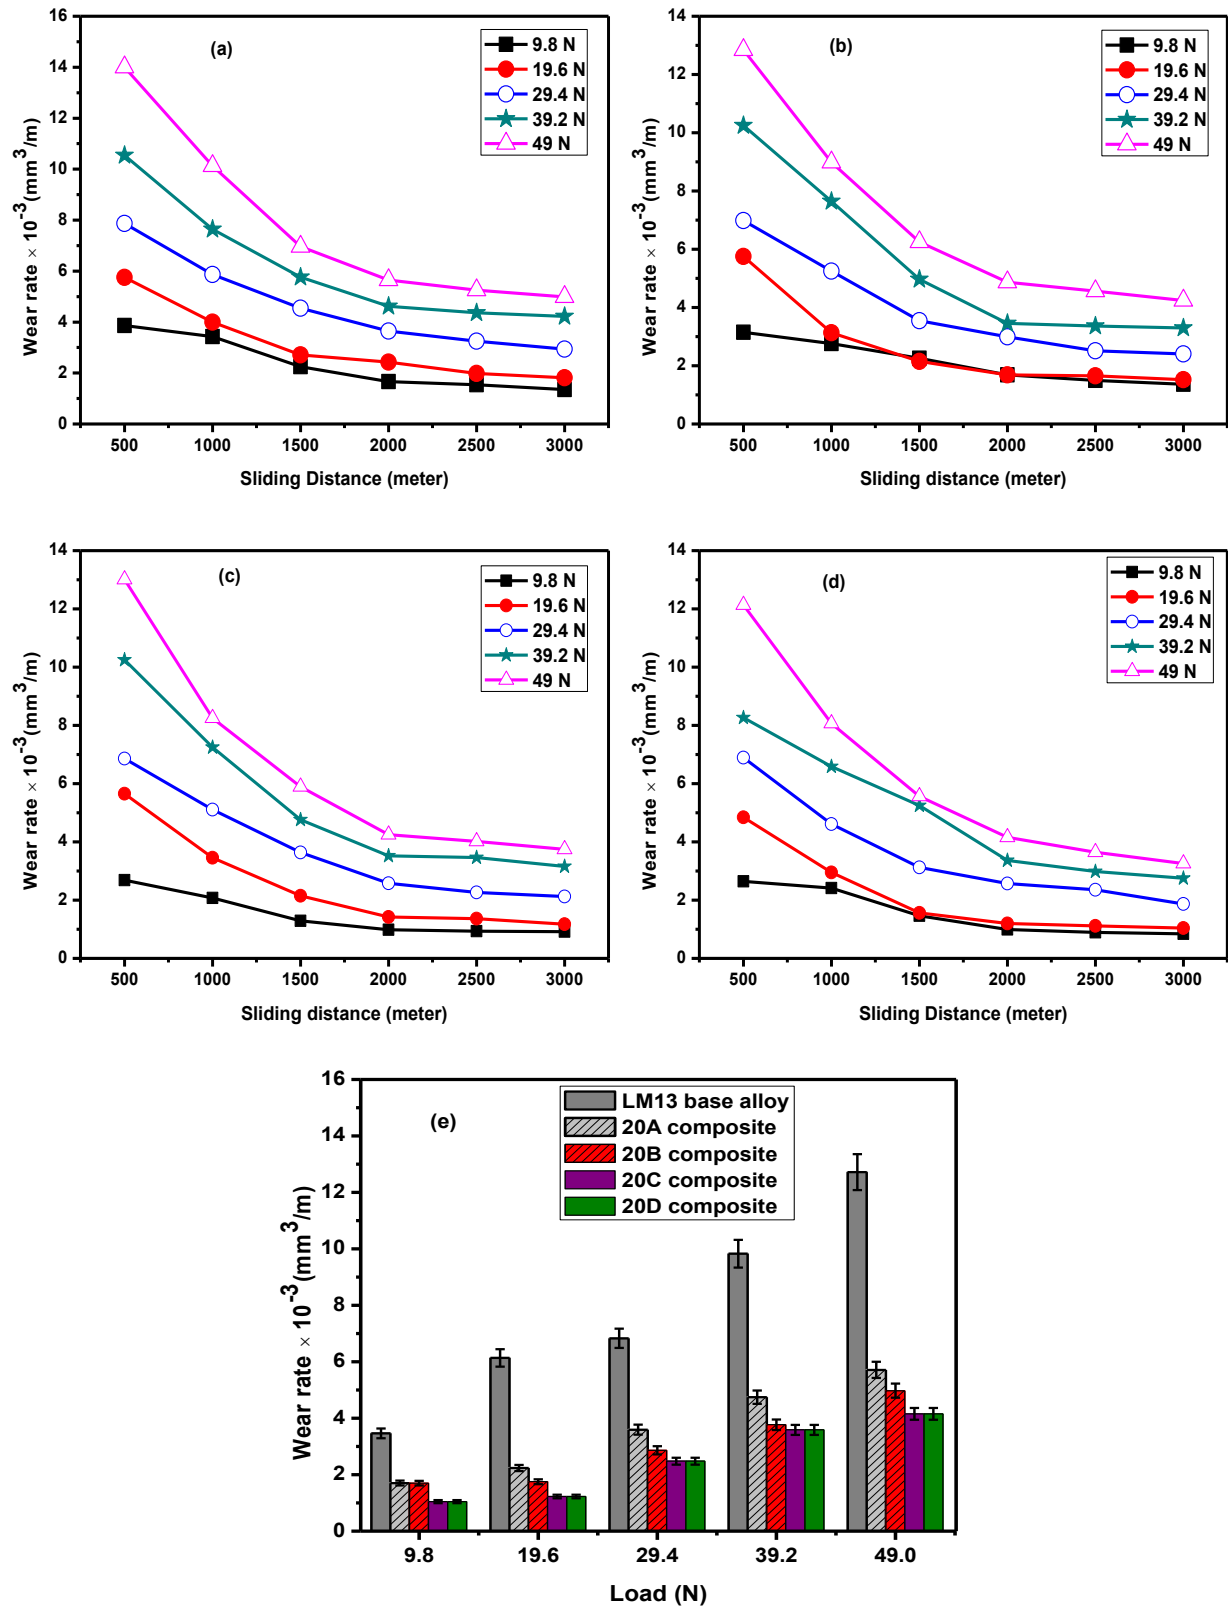 (a)
9.8 N
19.6 N
29.4 N
39.2 N
49 N
Wear rate × 10⁻³ (mm³/m)
16
14
12
10
8
6
4
2
0
500 1000 1500 2000 2500 3000
Sliding Distance (meter)
(b)
9.8 N
19.6 N
29.4 N
39.2 N
49 N
Wear rate × 10⁻³ (mm³/m)
14
12
10
8
6
4
2
0
500 1000 1500 2000 2500 3000
Sliding distance (meter)
(c)
9.8 N
19.6 N
29.4 N
39.2 N
49 N
Wear rate × 10⁻³ (mm³/m)
14
12
10
8
6
4
2
0
500 1000 1500 2000 2500 3000
Sliding distance (meter)
(d)
9.8 N
19.6 N
29.4 N
39.2 N
49 N
Wear rate × 10⁻³ (mm³/m)
14
12
10
8
6
4
2
0
500 1000 1500 2000 2500 3000
Sliding Distance (meter)
(e)
LM13 base alloy
20A composite
20B composite
20C composite
20D composite
Wear rate × 10⁻³ (mm³/m)
16
14
12
10
8
6
4
2
0
9.8 19.6 29.4 39.2 49.0
Load (N)